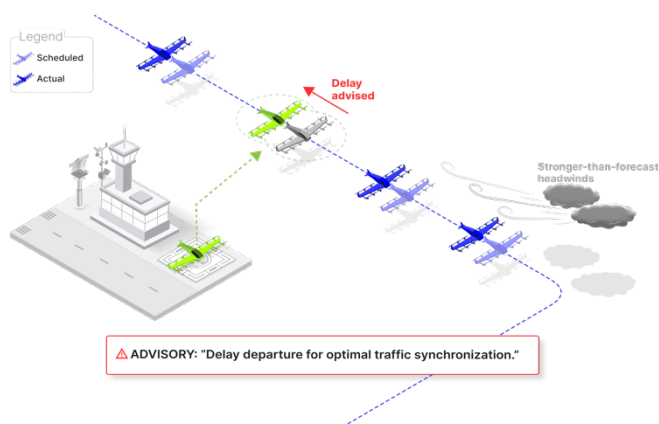 Legend
Scheduled
Actual
Delay
advised
Stronger-than-forecast
headwinds
ADVISORY: “Delay departure for optimal traffic synchronization.”